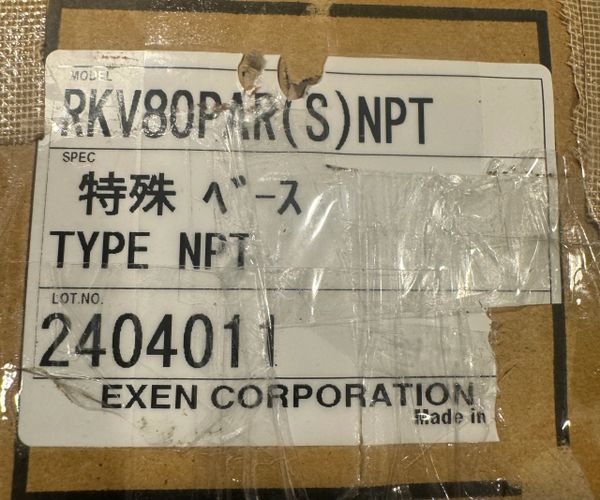 MODEL
RKV80PAR(S)NPT
SPEC
特殊 ベース
TYPE NPT
LOT.NO.
2404011
EXEN CORPORATION
Made in